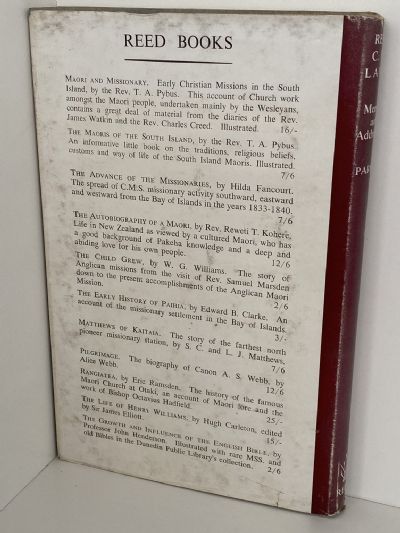 REED BOOKS
MAORI AND MISSIONARY. Early Christian Missions in the South
Island, by the Rev. T. A. Pybus. This account of Church work
amongst the Maori people, undertaken mainly by the Wesleyans,
contains a great deal of material from the diaries of the Rev.
James Watkin and the Rev. Charles Creed. Illustrated. 16/-
THE MAORIS OF THE SOUTH ISLAND, by the Rev. T. A. Pybus.
An informative little book on the traditions, religious beliefs,
customs and way of life of the South Island Maoris. Illustrated.
7/6
THE ADVANCE OF THE MISSIONARIES, by Hilda Fancourt.
The spread of C.M.S. missionary activity southward, eastward
and westward from the Bay of Islands in the years 1833-1840.
7/6
THE AUTOBIOGRAPHY OF A MAORI, by Rev. Reweti T. Kohere.
Life in New Zealand as viewed by a cultured Maori, who has
a good background of Pakeha knowledge and a deep and
abiding love for his own people. 12/6
THE CHILD GREW, by W. G. Williams. The story of
Anglican missions from the visit of Rev. Samuel Marsden
down to the present accomplishments of the Anglican Maori
Mission. 2/6
THE EARLY HISTORY OF PAIHIA, by Edward B. Clarke. An
account of the missionary settlement in the Bay of Islands.
3/-
MATTHEWS OF KAITAIA. The story of the farthest north
pioneer missionary station, by S. C. and L. J. Matthews.
7/6
PILGRIMAGE. The biography of Canon A. S. Webb, by
Alice Webb. 12/6
RANGIATEA, by Eric Ramsden. The history of the famous
Maori Church at Otaki, an account of Maori lore and the
work of Bishop Octavius Hadfield. 25/-
THE LIFE OF HENRY WILLIAMS, by Hugh Carleton, edited
by Sir James Elliott. 15/-
THE GROWTH AND INFLUENCE OF THE ENGLISH BIBLE, by
Professor John Henderson. Illustrated with rare MSS. and
old Bibles in the Dunedin Public Library's collection. 2/6